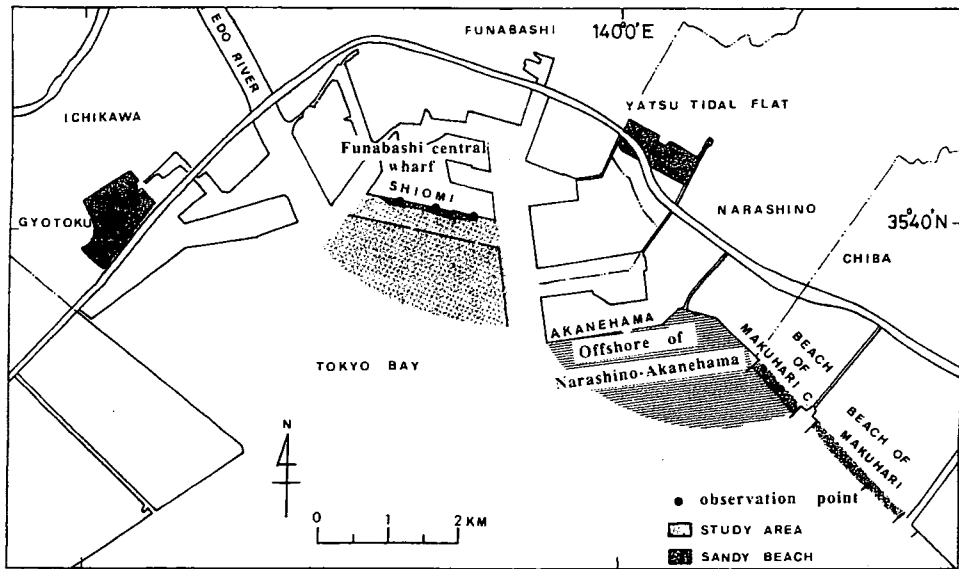 FUNABASHI
140°0'E
EDO RIVER
ICHIKAWA
YATSU TIDAL FLAT
Funabashi central
wharf
SHIOMI
GYOTOKU
NARASHINO
35°40'N
CHIBA
AKANEHAMA
Offshore of
Narashino-Akanehama
TOKYO BAY
BEACH
OF
MAKUHARI C.
BEACH OF
MAKUHARI
N
0 1 2 KM
observation point
STUDY AREA
SANDY BEACH